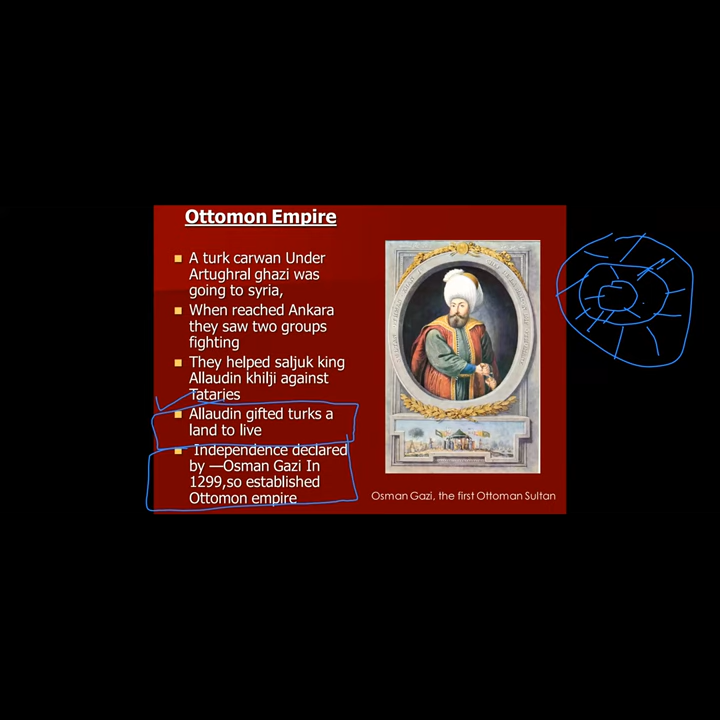 Ottomon Empire
A turk carwan Under
Artughral ghazi was
going to syria,
When reached Ankara
they saw two groups
fighting
They helped saljuk king
Allaudin khilji against
Tataries
Allaudin gifted turks a
land to live
Independence declared
by —Osman Gazi In
1299,so established
Ottomon empire
Osman Gazi, the first Ottoman Sultan